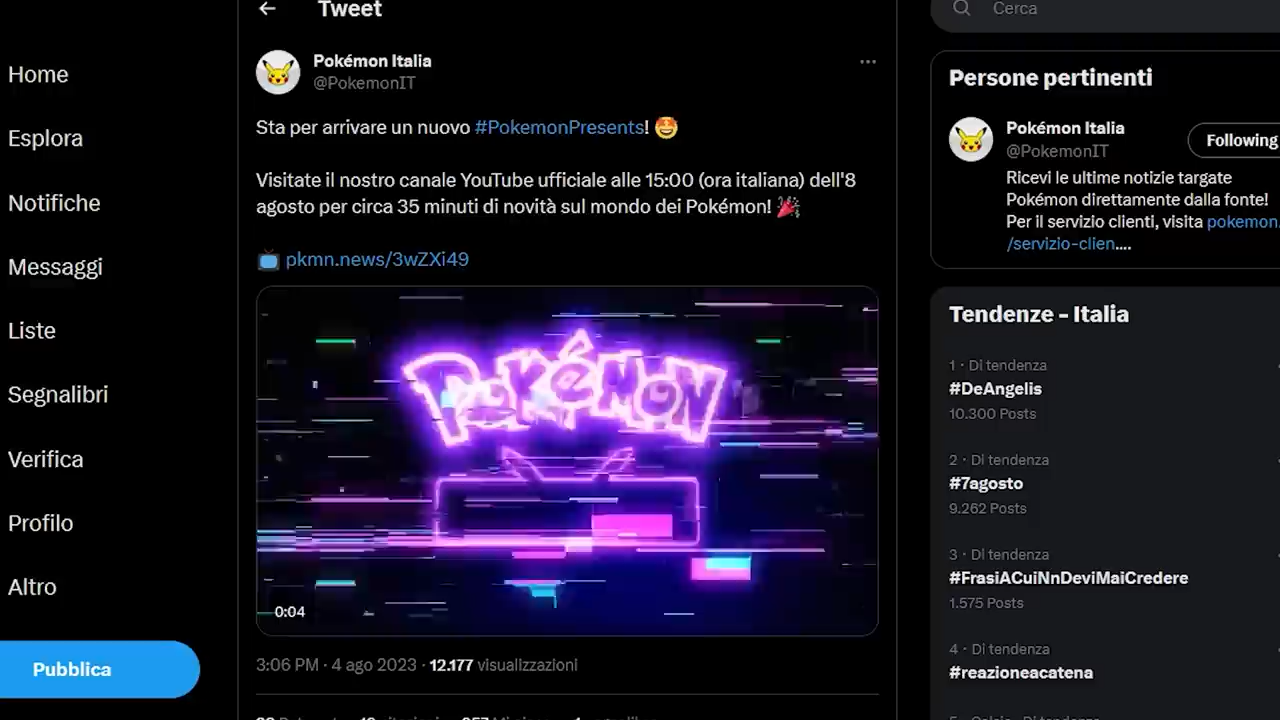 Tweet
Cerca
Home
Esplora
Notifiche
Messaggi
Liste
Segnalibri
Verifica
Profilo
Altro
Pubblica
Pokémon Italia
@PokemonIT
Sta per arrivare un nuovo #PokemonPresents! 🤩
Visitate il nostro canale YouTube ufficiale alle 15:00 (ora italiana) dell'8
agosto per circa 35 minuti di novità sul mondo dei Pokémon! 🎉
📺 pkmn.news/3wZXi49
POKéMON
0:04
3:06 PM · 4 ago 2023 · 12.177 visualizzazioni
Persone pertinenti
Pokémon Italia
Following
@PokemonIT
Ricevi le ultime notizie targate
Pokémon direttamente dalla fonte!
Per il servizio clienti, visita pokemon.
/servizio-clien....
Tendenze - Italia
1 · Di tendenza
#DeAngelis
10.300 Posts
2 · Di tendenza
#7agosto
9.262 Posts
3 · Di tendenza
#FrasiACuiNnDeviMaiCredere
1.575 Posts
4 · Di tendenza
#reazioneacatena